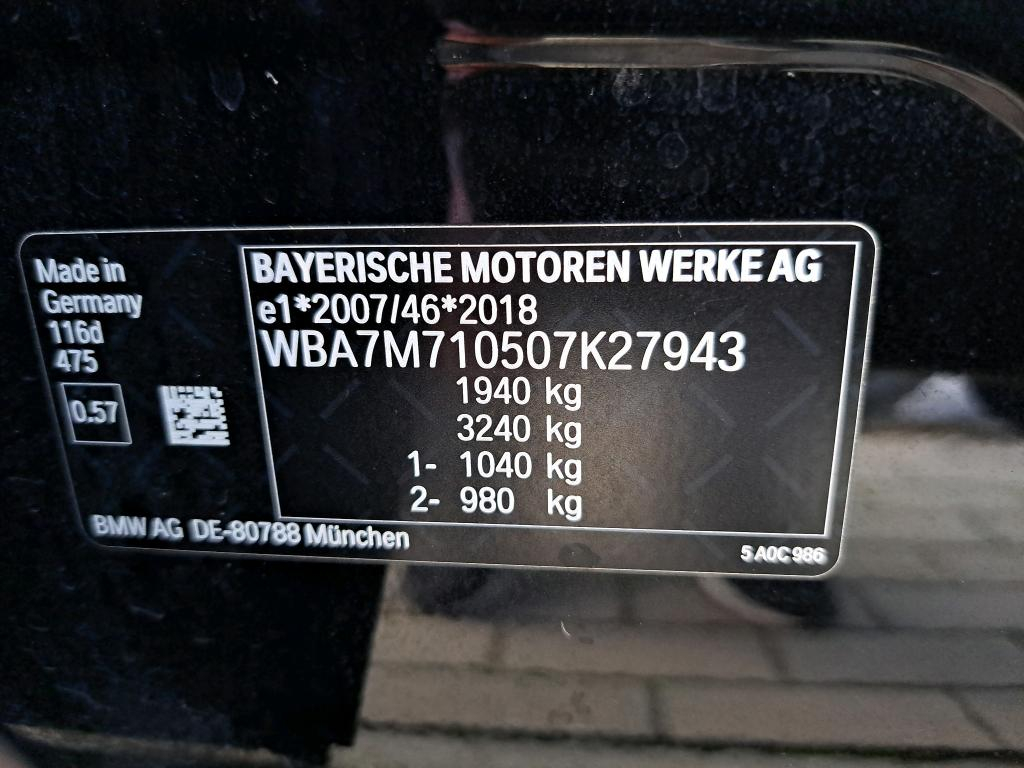 Made in
Germany
116d
475
0.57
BAYERISCHE MOTOREN WERKE AG
e1*2007/46*2018
WBA7M710507K27943
1940 kg
3240 kg
1- 1040 kg
2- 980 kg
BMW AG DE-80788 München
5 A0C 986